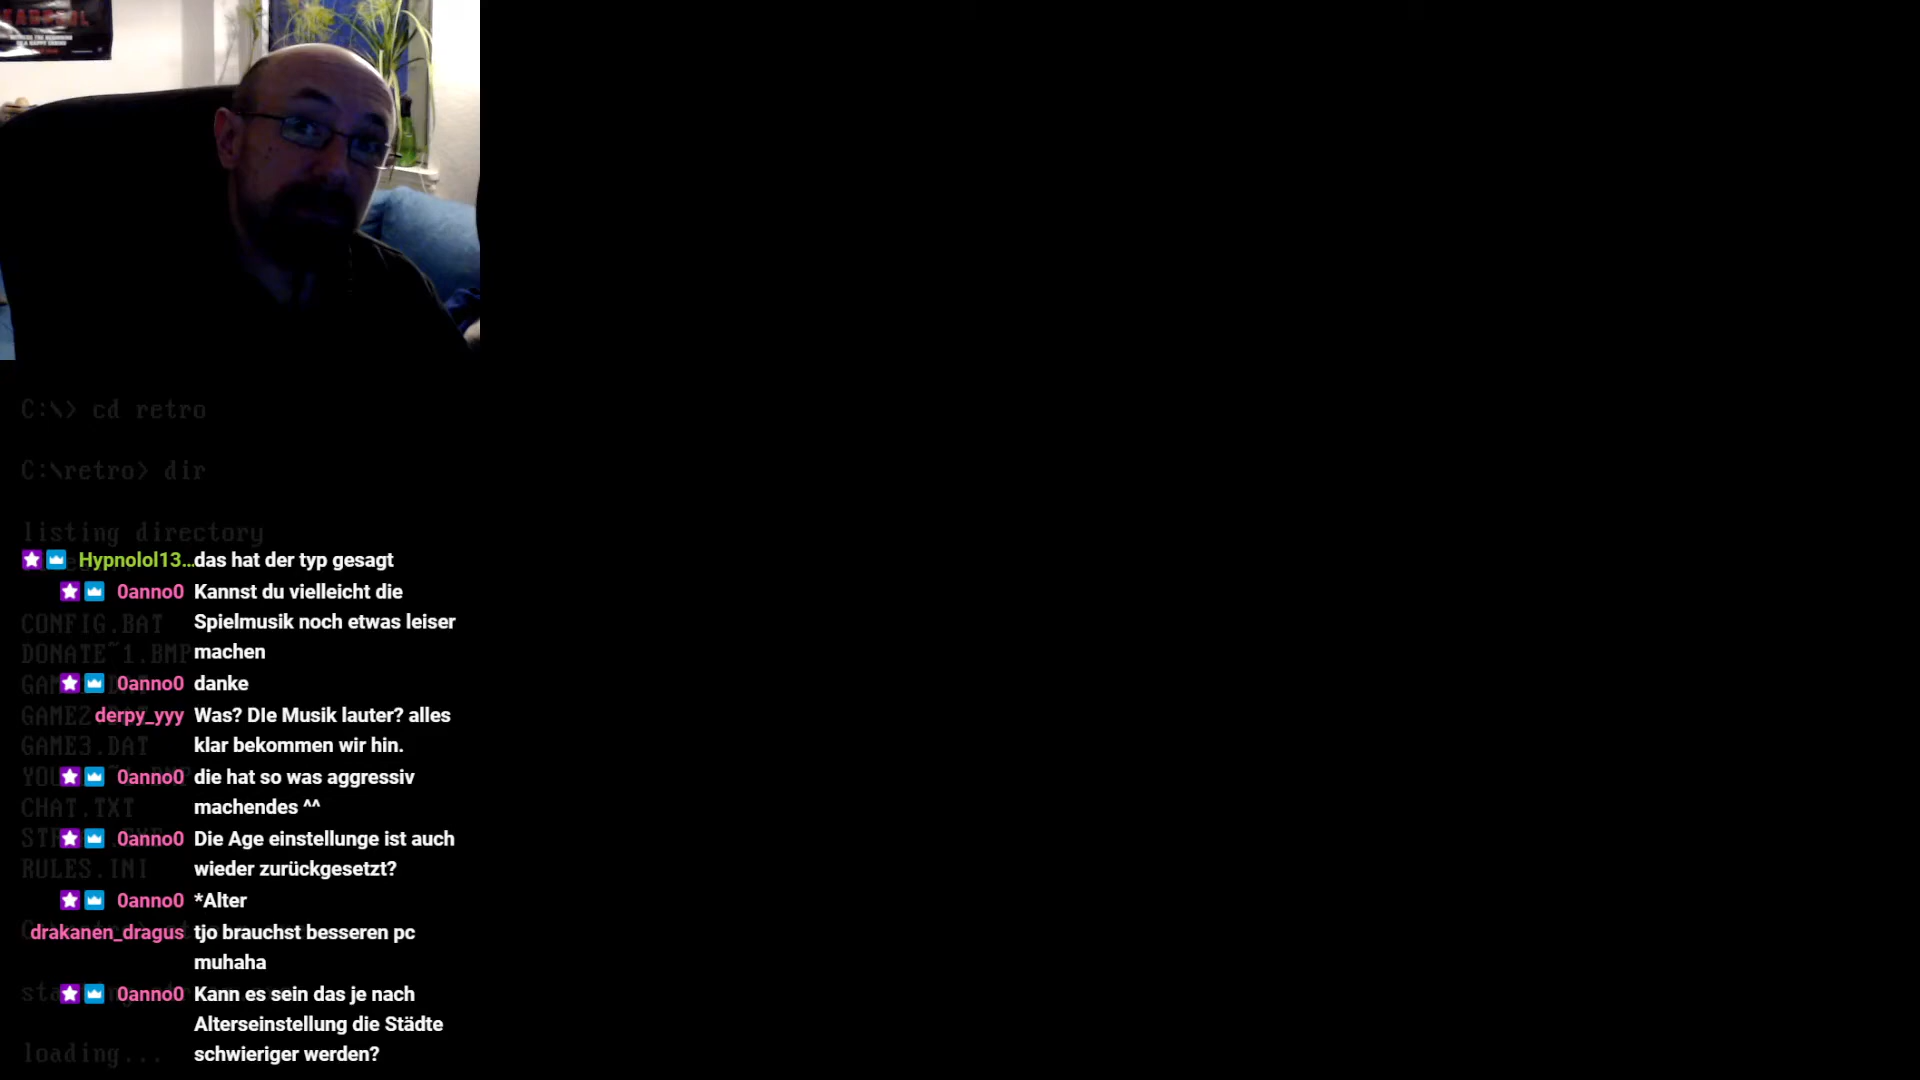 C:\> cd retro
C:\retro> dir
listing directory
Hypnolol13... das hat der typ gesagt
0anno0 Kannst du vielleicht die
Spielmusik noch etwas leiser
CONFIG.BAT
machen
DONATE~1.BMP
0anno0 danke
derpy_yyy Was? DIe Musik lauter? alles
klar bekommen wir hin.
GAME3.DAT
0anno0 die hat so was aggressiv
machendes ^^
CHAT.TXT
0anno0 Die Age einstellunge ist auch
wieder zurückgesetzt?
RULES.INI
0anno0 *Alter
drakanen_dragus tjo brauchst besseren pc
muhaha
0anno0 Kann es sein das je nach
Alterseinstellung die Städte
schwieriger werden?
loading...